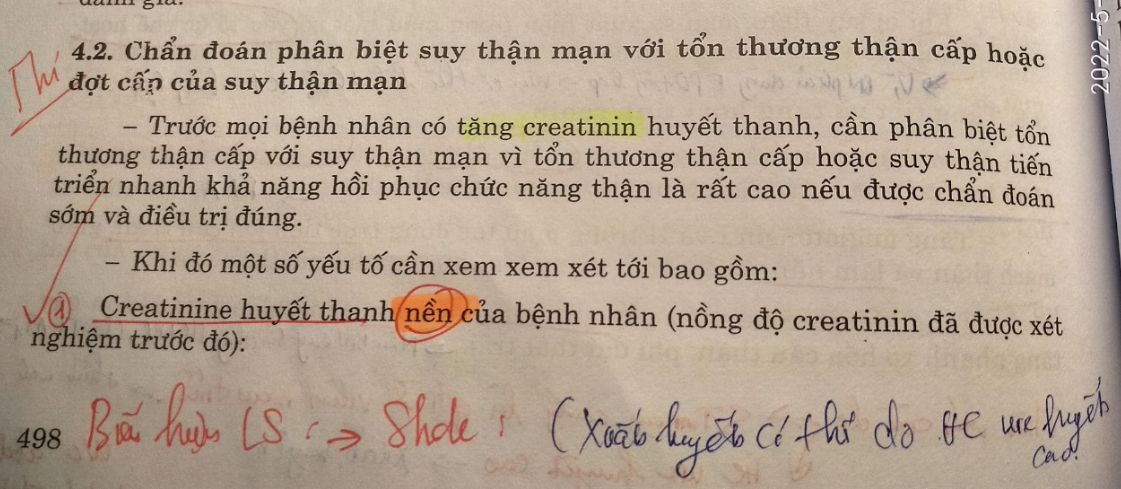 4.2. Chẩn đoán phân biệt suy thận mạn với tổn thương thận cấp hoặc
Thi
đợt cấp của suy thận mạn
– Trước mọi bệnh nhân có tăng creatinin huyết thanh, cần phân biệt tổn
thương thận cấp với suy thận mạn vì tổn thương thận cấp hoặc suy thận tiến
triển nhanh khả năng hồi phục chức năng thận là rất cao nếu được chẩn đoán
sớm và điều trị đúng.
– Khi đó một số yếu tố cần xem xem xét tới bao gồm:
① Creatinine huyết thanh nền của bệnh nhân (nồng độ creatinin đã được xét
nghiệm trước đó):
498 LS : → (Xuất huyết có thể do HC ure huyết
cao.
2022-5-